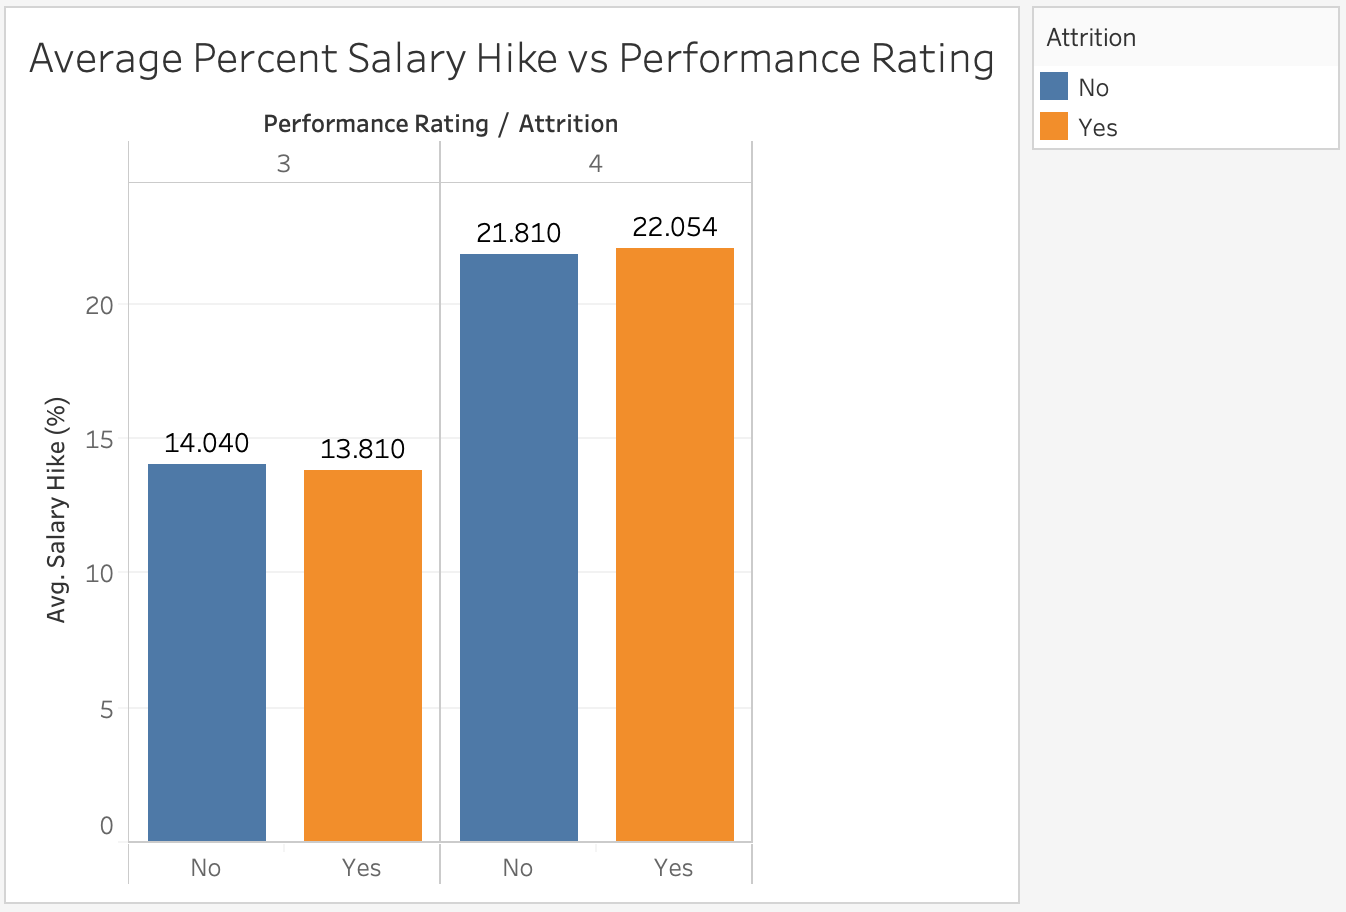 Average Percent Salary Hike vs Performance Rating
Performance Rating / Attrition
3 4
21.810 22.054
14.040 13.810
Avg. Salary Hike (%)
20
15
10
5
0
No Yes No Yes
Attrition
No
Yes